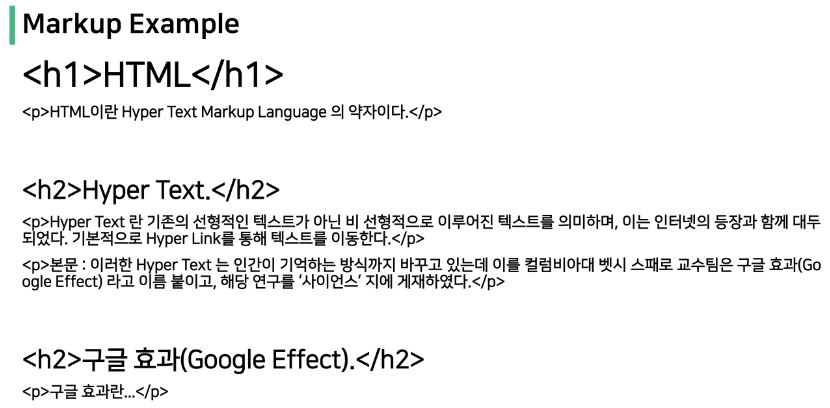 Markup Example
<h1>HTML</h1>
<p>HTML이란 Hyper Text Markup Language 의 약자이다.</p>
<h2>Hyper Text.</h2>
<p>Hyper Text 란 기존의 선형적인 텍스트가 아닌 비 선형적으로 이루어진 텍스트를 의미하며, 이는 인터넷의 등장과 함께 대두
되었다. 기본적으로 Hyper Link를 통해 텍스트를 이동한다.</p>
<p>본문 : 이러한 Hyper Text 는 인간이 기억하는 방식까지 바꾸고 있는데 이를 컬럼비아대 벳시 스패로 교수팀은 구글 효과(Go
ogle Effect) 라고 이름 붙이고, 해당 연구를 ‘사이언스’ 지에 게재하였다.</p>
<h2>구글 효과(Google Effect).</h2>
<p>구글 효과란...</p>